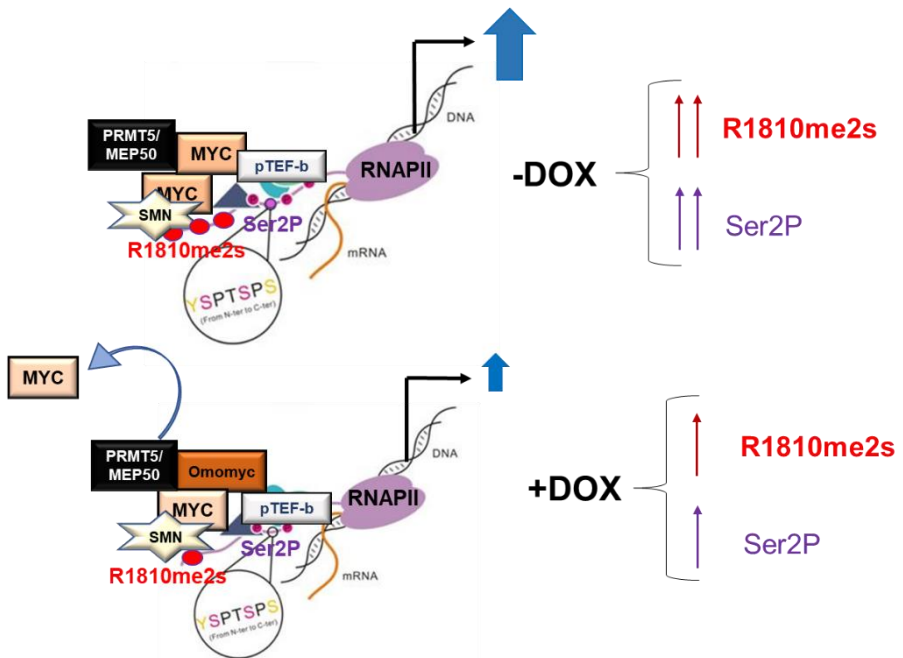 DNA
PRMT5/
MEP50
MYC
pTEF-b
RNAPII
MYC
SMN
Ser2P
R1810me2s
mRNA
YSPTSPS
(From N-ter to C-ter)
-DOX
R1810me2s
Ser2P
MYC
DNA
PRMT5/
MEP50
Omomyc
MYC
pTEF-b
RNAPII
SMN
Ser2P
R1810me2s
mRNA
YSPTSPS
(From N-ter to C-ter)
+DOX
R1810me2s
Ser2P